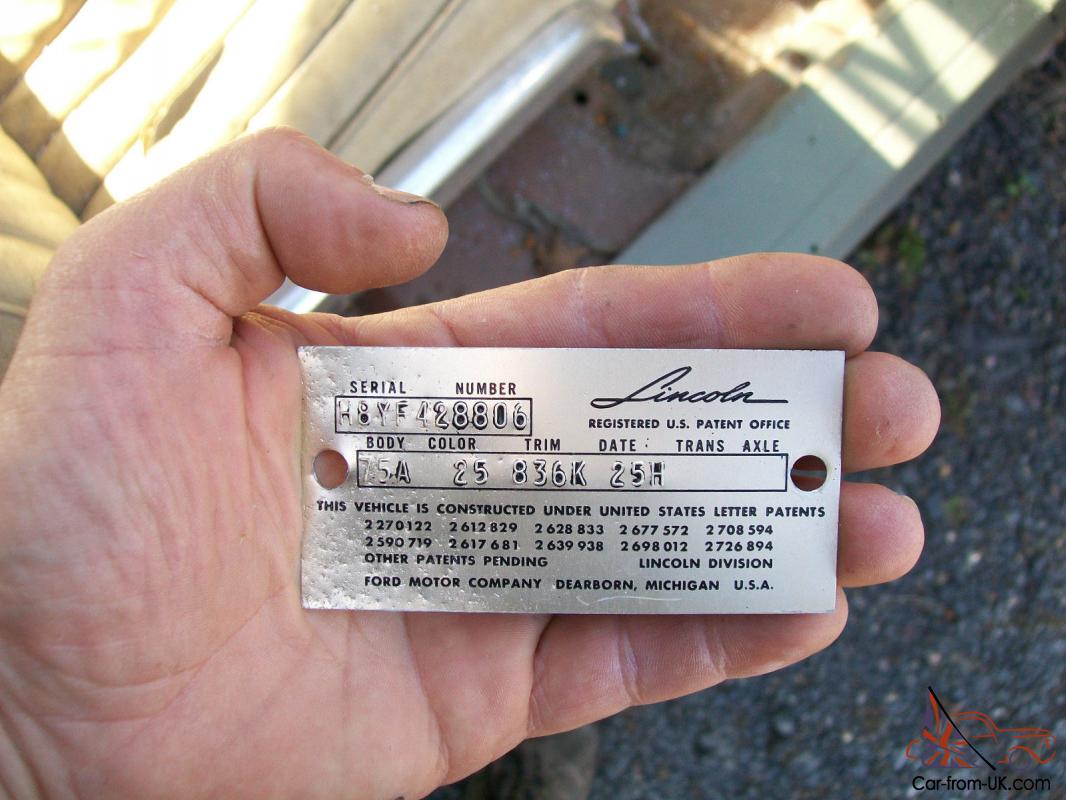 SERIAL NUMBER
H8YF428806
Lincoln
REGISTERED U.S. PATENT OFFICE
BODY COLOR TRIM DATE TRANS AXLE
75A 25 836K 25H
THIS VEHICLE IS CONSTRUCTED UNDER UNITED STATES LETTER PATENTS
2270122 2612829 2628833 2677572 2708594
2590719 2617681 2639938 2698012 2726894
OTHER PATENTS PENDING LINCOLN DIVISION
FORD MOTOR COMPANY DEARBORN, MICHIGAN U.S.A.
Car-from-UK.com